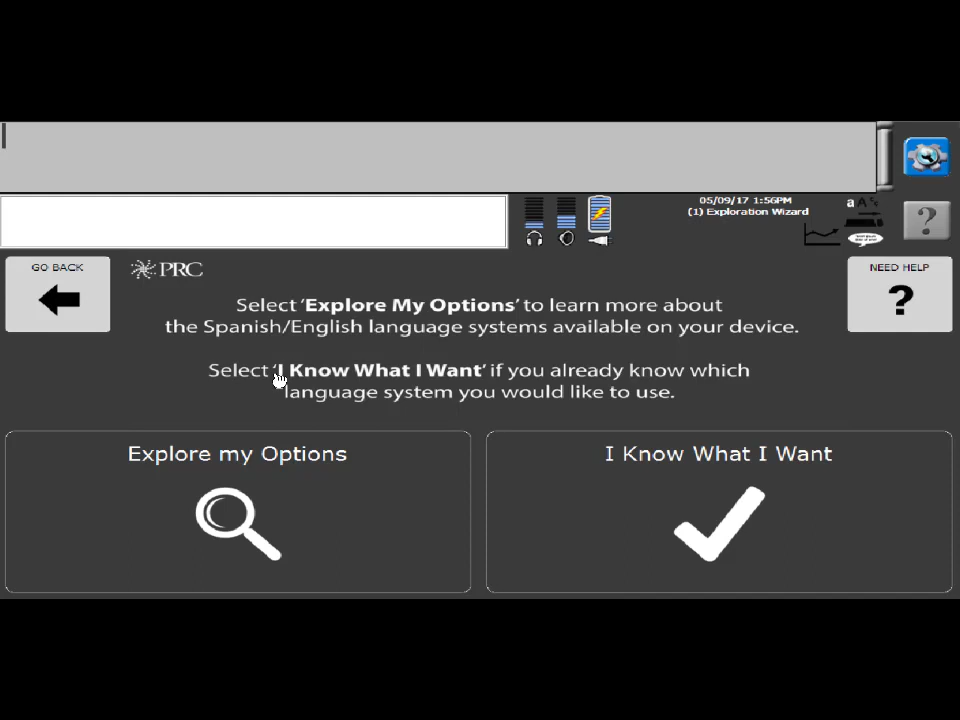 05/09/17 1:56PM
(1) Exploration Wizard
GO BACK
PRC
NEED HELP
?
Select 'Explore My Options' to learn more about
the Spanish/English language systems available on your device.
Select 'I Know What I Want' if you already know which
language system you would like to use.
Explore my Options
I Know What I Want